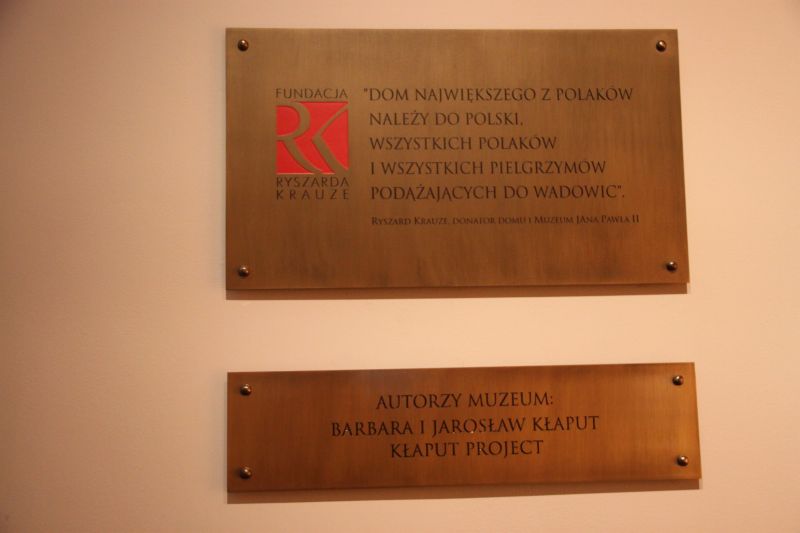 FUNDACJA
RK
RYSZARDA
KRAUZE
"DOM NAJWIĘKSZEGO Z POLAKÓW
NALEŻY DO POLSKI,
WSZYSTKICH POLAKÓW
I WSZYSTKICH PIELGRZYMÓW
PODĄŻAJĄCYCH DO WADOWIC".
RYSZARD KRAUZE, DONATOR DOMU I MUZEUM JANA PAWŁA II
AUTORZY MUZEUM:
BARBARA I JAROSŁAW KŁAPUT
KŁAPUT PROJECT